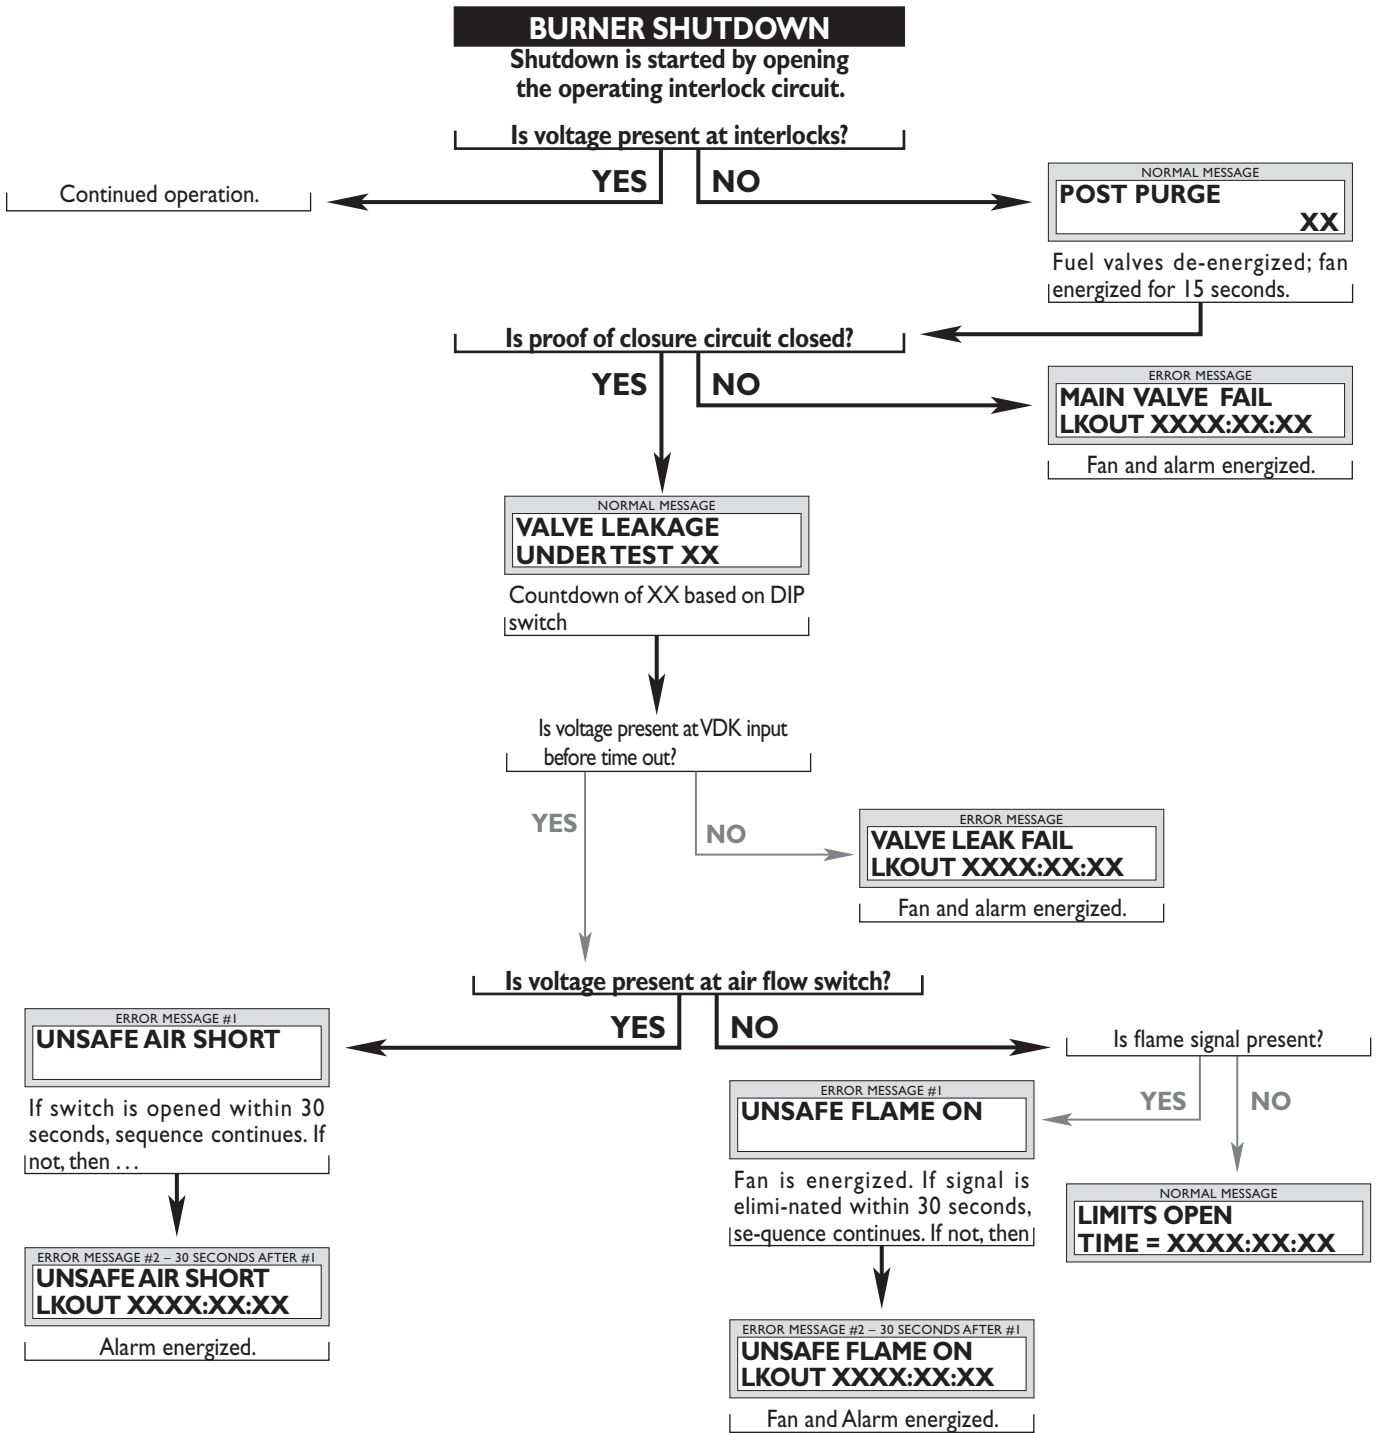 BURNER SHUTDOWN
Shutdown is started by opening
the operating interlock circuit.
Is voltage present at interlocks?
YES
NO
Continued operation.
NORMAL MESSAGE
POST PURGE
XX
Fuel valves de-energized; fan
energized for 15 seconds.
Is proof of closure circuit closed?
YES
NO
ERROR MESSAGE
MAIN VALVE FAIL
LKOUT XXXX:XX:XX
Fan and alarm energized.
NORMAL MESSAGE
VALVE LEAKAGE
UNDER TEST XX
Countdown of XX based on DIP
switch
Is voltage present at VDK input
before time out?
YES
NO
ERROR MESSAGE
VALVE LEAK FAIL
LKOUT XXXX:XX:XX
Fan and alarm energized.
Is voltage present at air flow switch?
YES
NO
ERROR MESSAGE #1
UNSAFE AIR SHORT
If switch is opened within 30
seconds, sequence continues. If
not, then ...
ERROR MESSAGE #2 – 30 SECONDS AFTER #1
UNSAFE AIR SHORT
LKOUT XXXX:XX:XX
Alarm energized.
Is flame signal present?
YES
NO
ERROR MESSAGE #1
UNSAFE FLAME ON
Fan is energized. If signal is
elimi-nated within 30 seconds,
se-quence continues. If not, then
ERROR MESSAGE #2 – 30 SECONDS AFTER #1
UNSAFE FLAME ON
LKOUT XXXX:XX:XX
Fan and Alarm energized.
NORMAL MESSAGE
LIMITS OPEN
TIME = XXXX:XX:XX